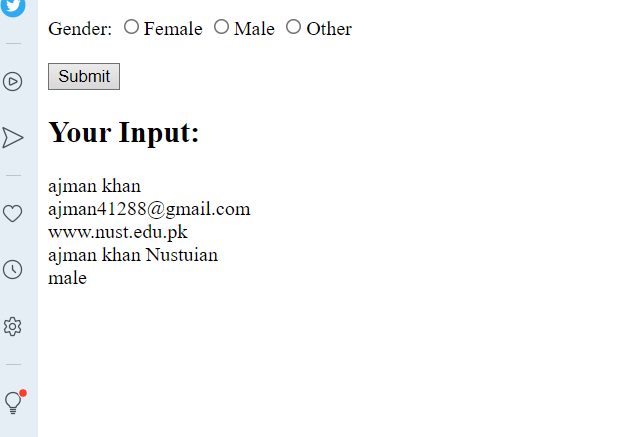 Gender: Female Male Other
Submit
Your Input:
ajman khan
ajman41288@gmail.com
www.nust.edu.pk
ajman khan Nustuian
male